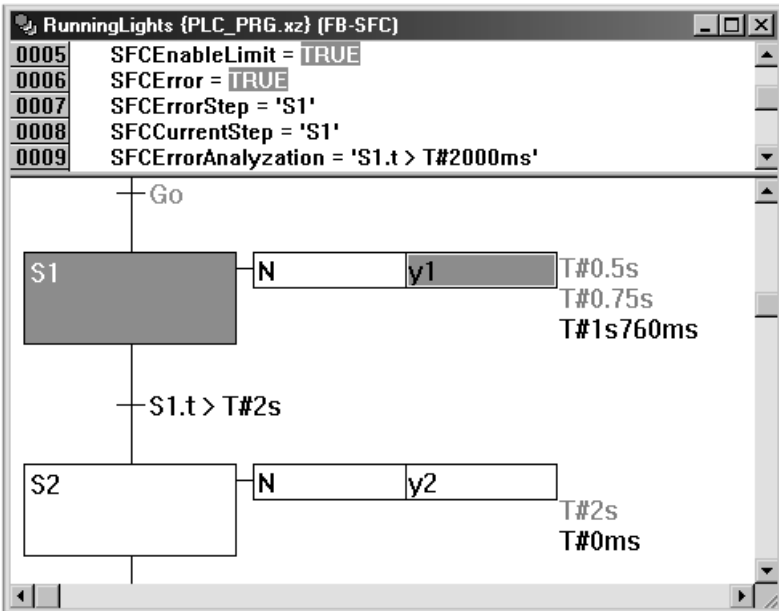 RunningLights {PLC_PRG.xz} (FB-SFC)
0005 SFCEnableLimit = TRUE
0006 SFCError = TRUE
0007 SFCErrorStep = 'S1'
0008 SFCCurrentStep = 'S1'
0009 SFCErrorAnalyzation = 'S1.t > T#2000ms'
Go
S1 N y1 T#0.5s
T#0.75s
T#1s760ms
S1.t > T#2s
S2 N y2
T#2s
T#0ms